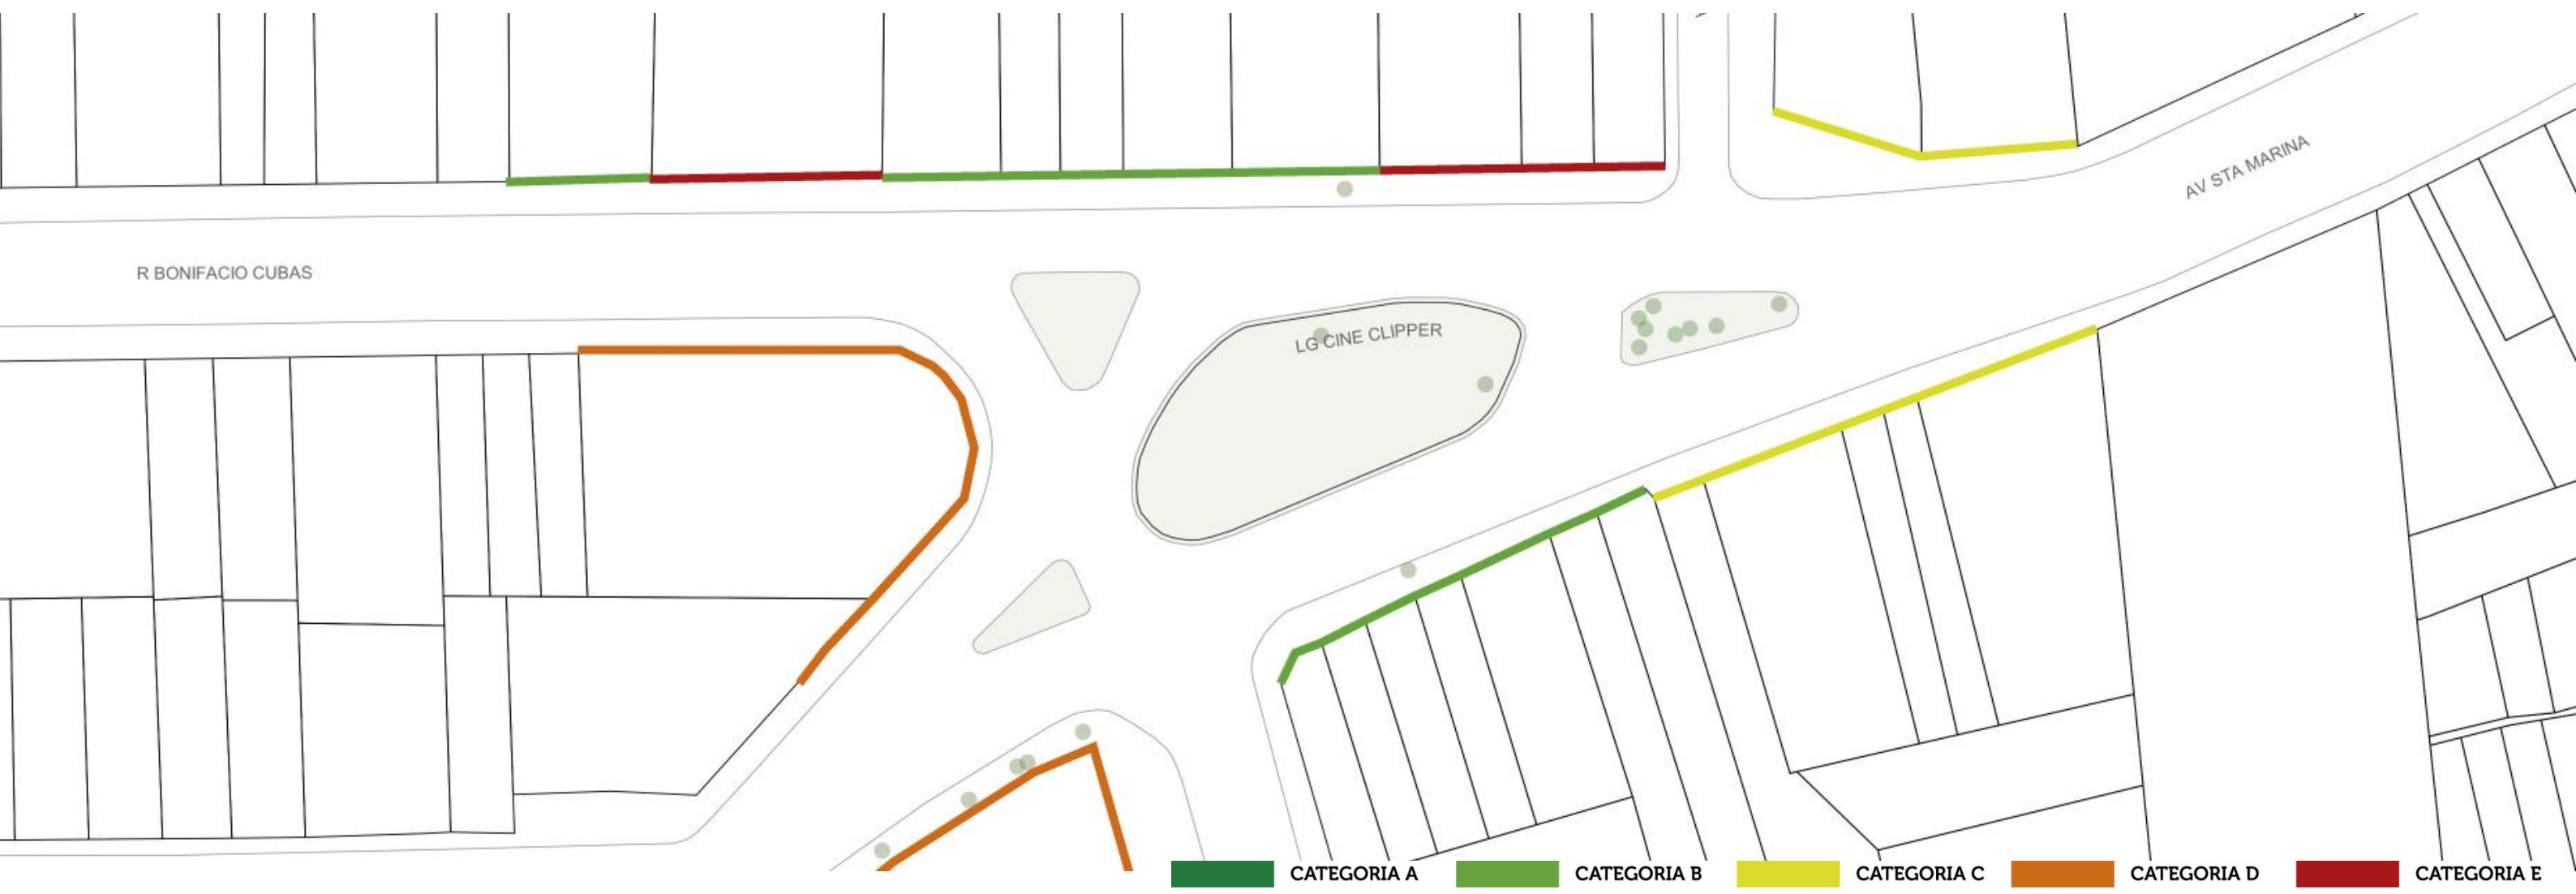 AV STA MARINA
R BONIFACIO CUBAS
LG CINE CLIPPER
CATEGORIA A
CATEGORIA B
CATEGORIA C
CATEGORIA D
CATEGORIA E